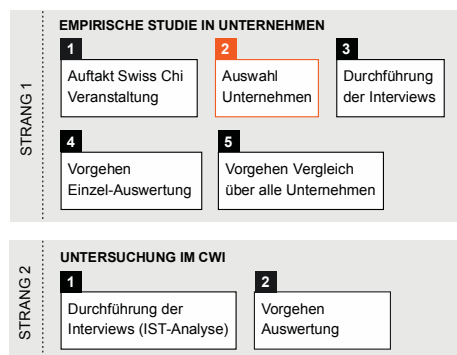 STRANG 1
EMPIRISCHE STUDIE IN UNTERNEHMEN
1
Auftakt Swiss Chi
Veranstaltung
2
Auswahl
Unternehmen
3
Durchführung
der Interviews
4
Vorgehen
Einzel-Auswertung
5
Vorgehen Vergleich
über alle Unternehmen
STRANG 2
UNTERSUCHUNG IM CWI
1
Durchführung der
Interviews (IST-Analyse)
2
Vorgehen
Auswertung